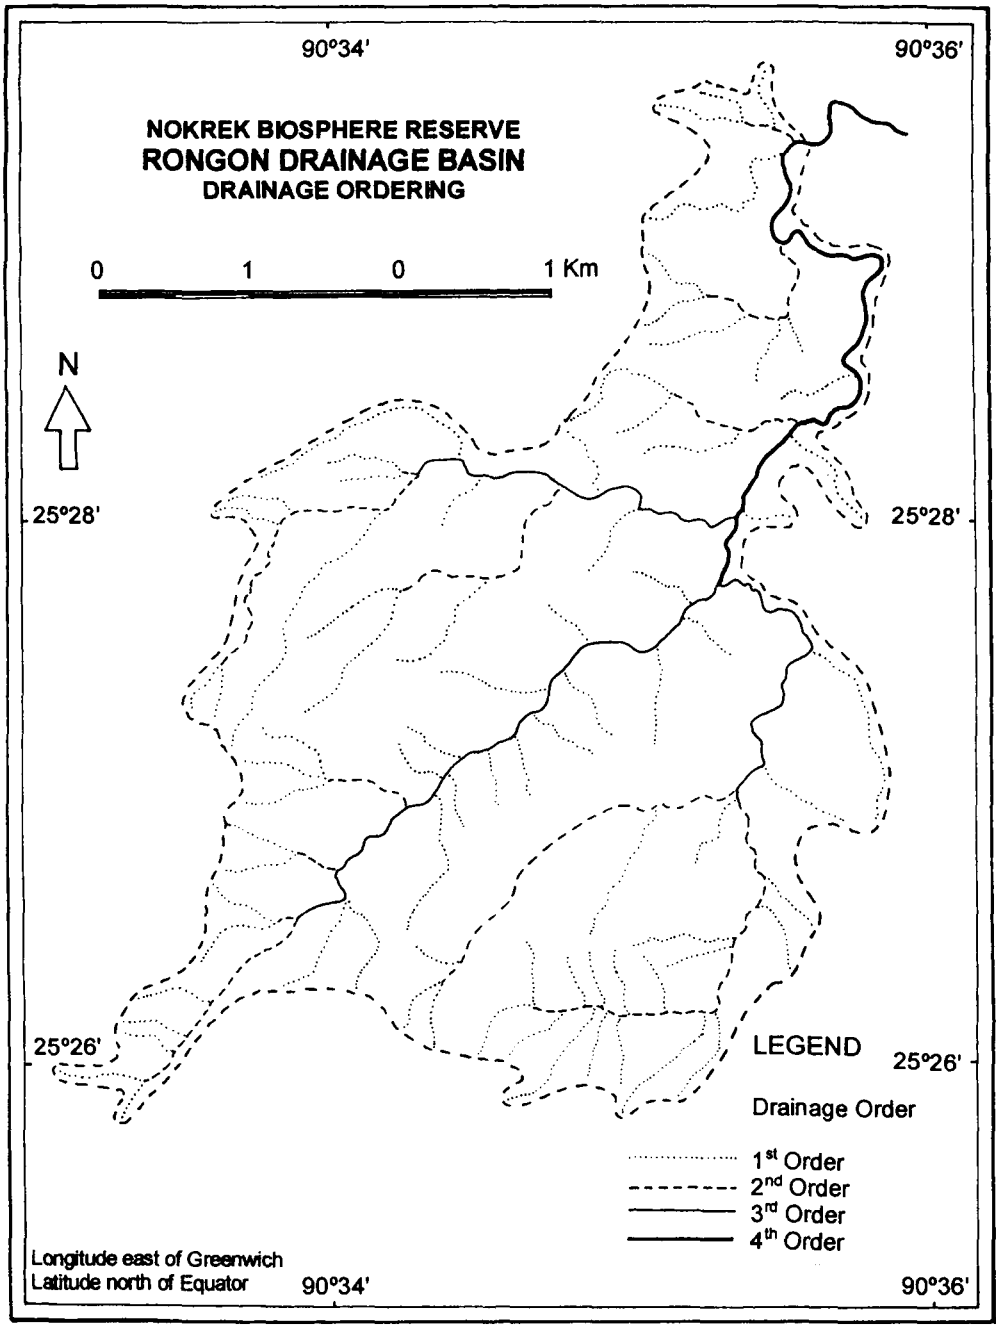 90°34'
90°36'
NOKREK BIOSPHERE RESERVE
RONGON DRAINAGE BASIN
DRAINAGE ORDERING
0 1 0 1 Km
N
25°28'
25°28'
25°26'
25°26'
LEGEND
Drainage Order
1st Order
2nd Order
3rd Order
4th Order
Longitude east of Greenwich
Latitude north of Equator
90°34'
90°36'